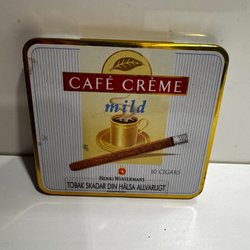 CAFÉ CRÈME
mild
10 CIGARS
HENRI WINTERMANS
TOBAK SKADAR DIN HÄLSA ALLVARLIGT